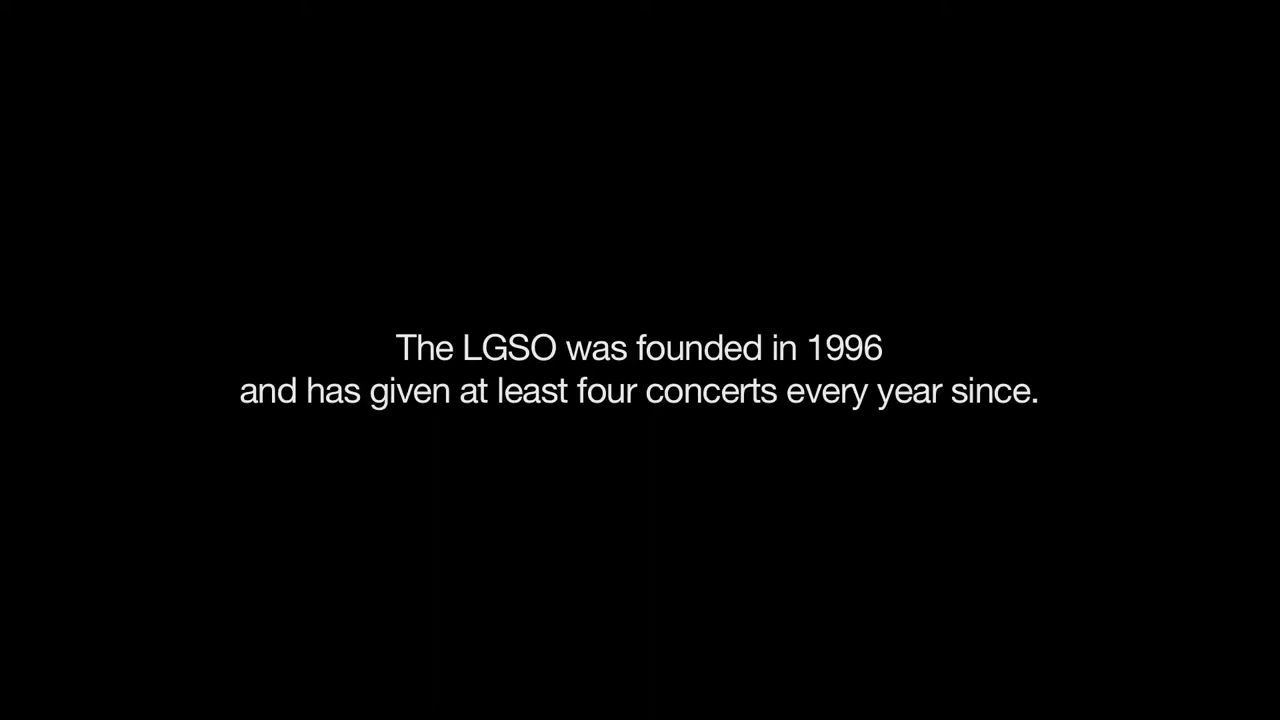 The LGSO was founded in 1996
and has given at least four concerts every year since.